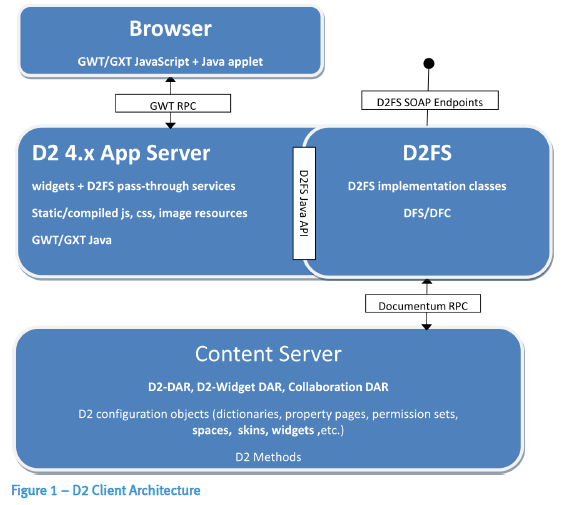 Browser
GWT/GXT JavaScript + Java applet
GWT RPC
D2FS SOAP Endpoints
D2 4.x App Server
widgets + D2FS pass-through services
Static/compiled js, css, image resources
GWT/GXT Java
D2FS Java API
D2FS
D2FS implementation classes
DFS/DFC
Documentum RPC
Content Server
D2-DAR, D2-Widget DAR, Collaboration DAR
D2 configuration objects (dictionaries, property pages, permission sets,
spaces, skins, widgets ,etc.)
D2 Methods
Figure 1 – D2 Client Architecture